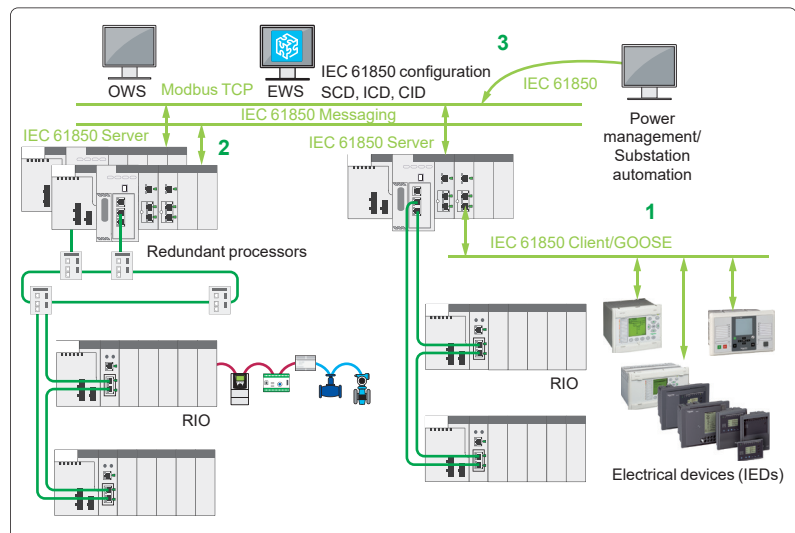 3
IEC 61850 configuration
SCD, ICD, CID
IEC 61850
OWS
Modbus TCP
EWS
IEC 61850 Messaging
Power
management/
Substation
automation
IEC 61850 Server
2
IEC 61850 Server
1
Redundant processors
IEC 61850 Client/GOOSE
RIO
RIO
Electrical devices (IEDs)